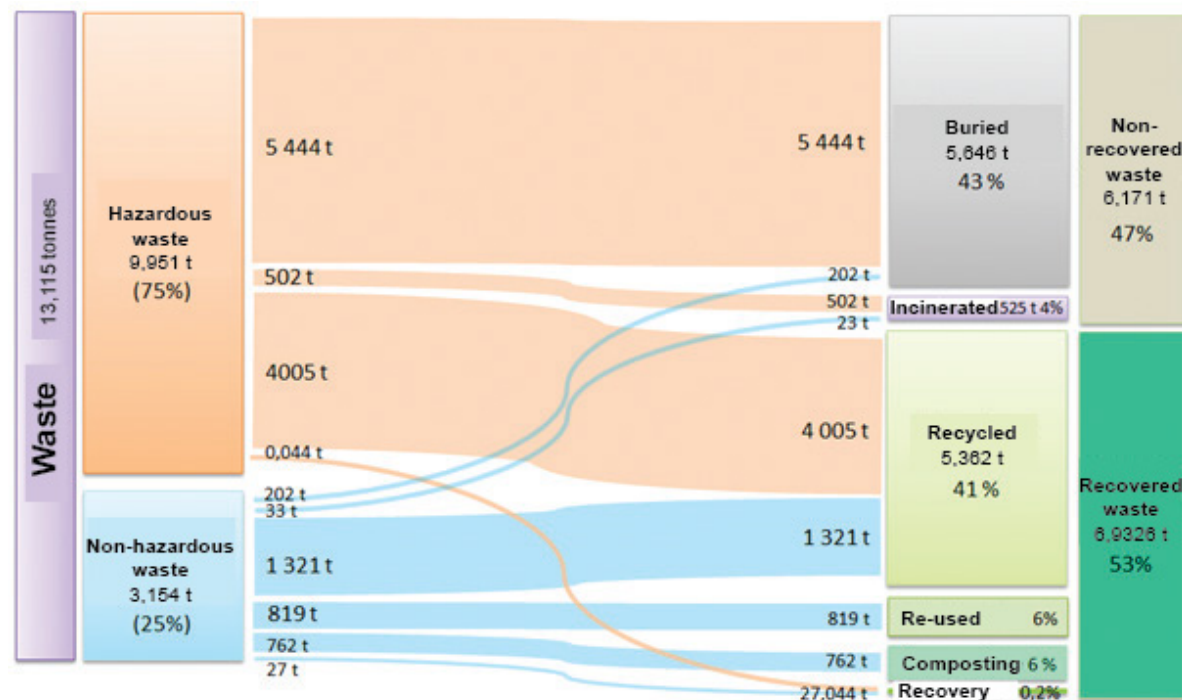 Waste
13,115 tonnes
Hazardous
waste
9,951 t
(75%)
Non-hazardous
waste
3,154 t
(25%)
5 444 t
502 t
4005 t
0,044 t
202 t
33 t
1 321 t
819 t
762 t
27 t
5 444 t
202 t
502 t
23 t
4 005 t
1 321 t
819 t
762 t
27,044 t
Buried
5,646 t
43 %
Incinerated 525 t 4%
Recycled
5,362 t
41 %
Re-used 6%
Composting 6 %
Recovery 0,2%
Non-
recovered
waste
6,171 t
47%
Recovered
waste
6,9326 t
53%